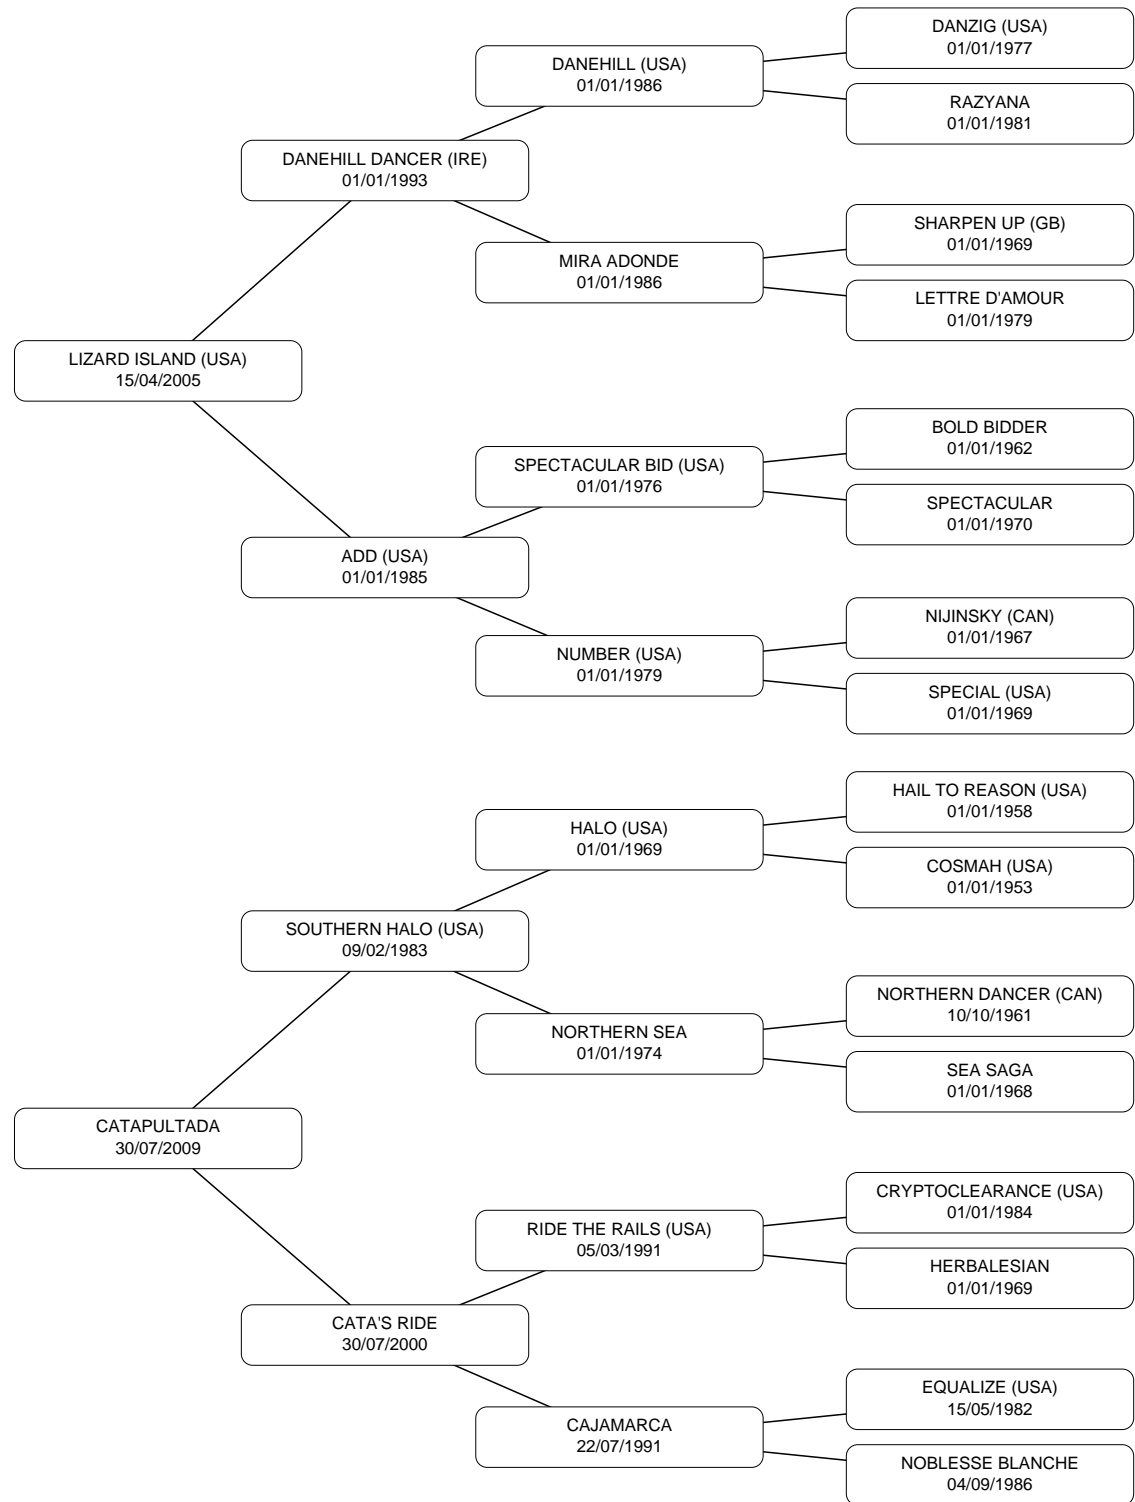 DANZIG (USA)
01/01/1977
DANEHILL (USA)
01/01/1986
RAZYANA
01/01/1981
DANEHILL DANCER (IRE)
01/01/1993
SHARPEN UP (GB)
01/01/1969
MIRA ADONDE
01/01/1986
LETTRE D'AMOUR
01/01/1979
LIZARD ISLAND (USA)
15/04/2005
BOLD BIDDER
01/01/1962
SPECTACULAR BID (USA)
01/01/1976
SPECTACULAR
01/01/1970
ADD (USA)
01/01/1985
NIJINSKY (CAN)
01/01/1967
NUMBER (USA)
01/01/1979
SPECIAL (USA)
01/01/1969
HAIL TO REASON (USA)
01/01/1958
HALO (USA)
01/01/1969
COSMAH (USA)
01/01/1953
SOUTHERN HALO (USA)
09/02/1983
NORTHERN DANCER (CAN)
10/10/1961
NORTHERN SEA
01/01/1974
SEA SAGA
01/01/1968
CATAPULTADA
30/07/2009
CRYPTOCLEARANCE (USA)
01/01/1984
RIDE THE RAILS (USA)
05/03/1991
HERBALESIAN
01/01/1969
CATA'S RIDE
30/07/2000
EQUALIZE (USA)
15/05/1982
CAJAMARCA
22/07/1991
NOBLESSE BLANCHE
04/09/1986